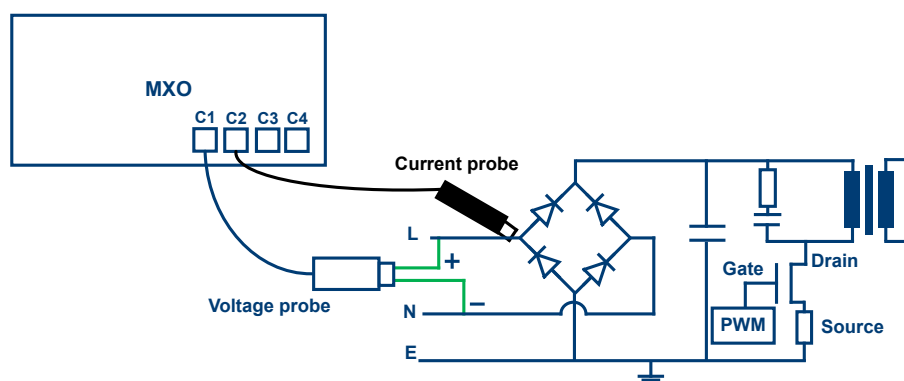 MXO
C1 C2 C3 C4
Current probe
L
+
Voltage probe
−
N
Gate
Drain
PWM
Source
E